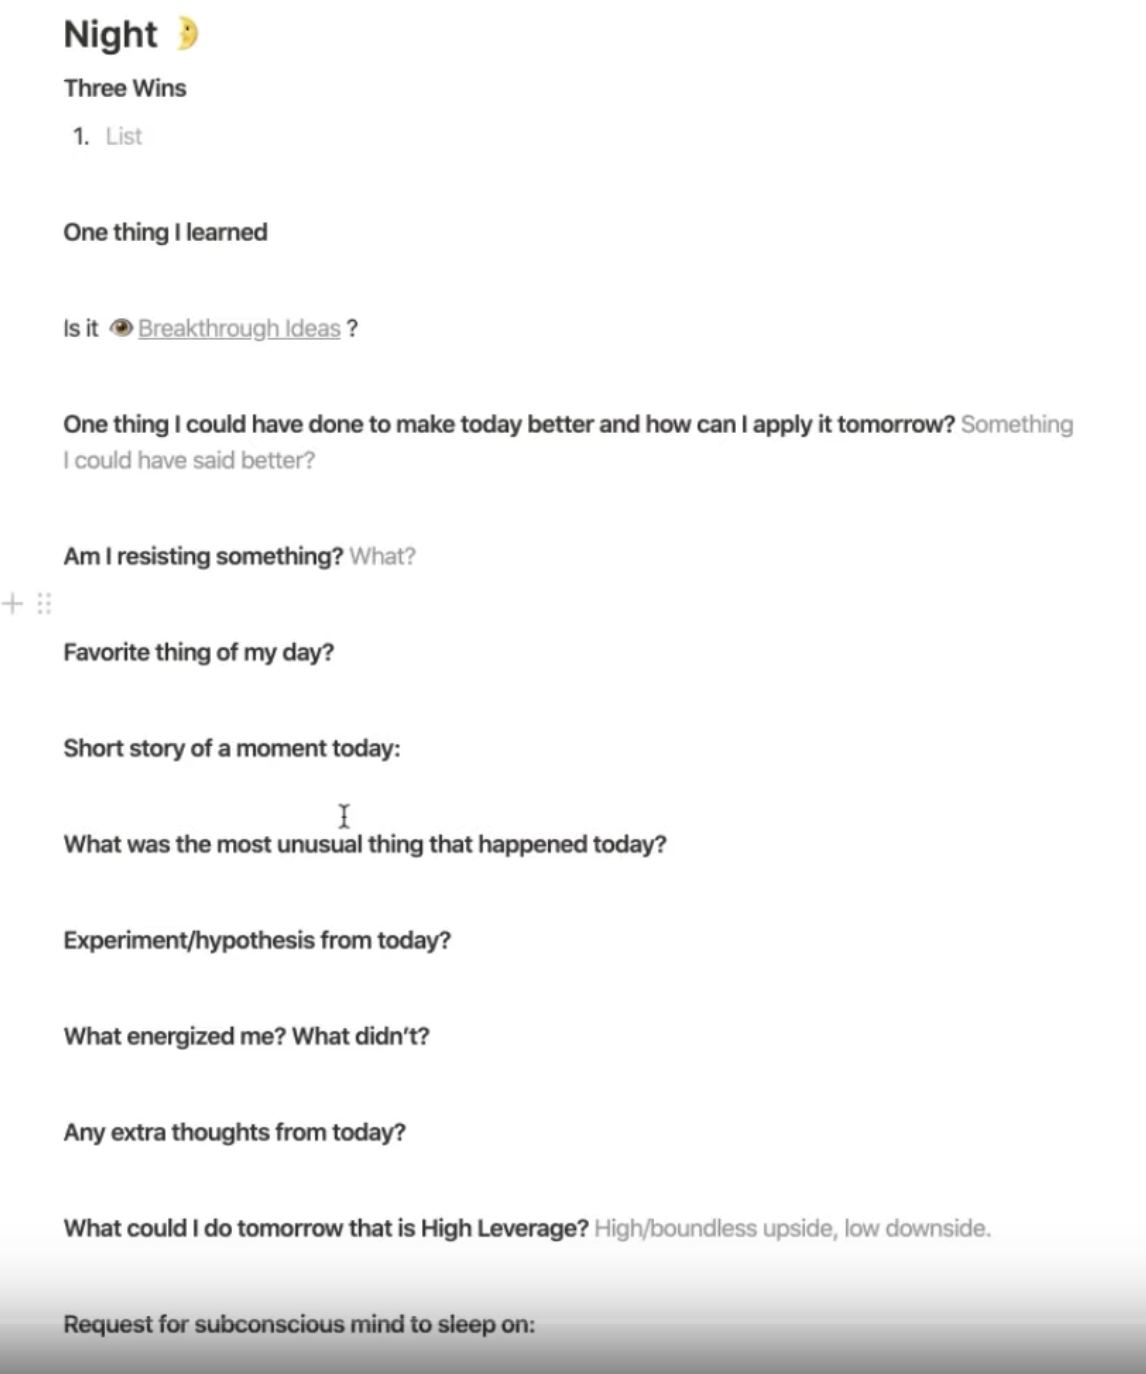 Night 🌛
Three Wins
1. List
One thing I learned
Is it 👁️ Breakthrough Ideas ?
One thing I could have done to make today better and how can I apply it tomorrow? Something
I could have said better?
Am I resisting something? What?
Favorite thing of my day?
Short story of a moment today:
What was the most unusual thing that happened today?
Experiment/hypothesis from today?
What energized me? What didn't?
Any extra thoughts from today?
What could I do tomorrow that is High Leverage? High/boundless upside, low downside.
Request for subconscious mind to sleep on: